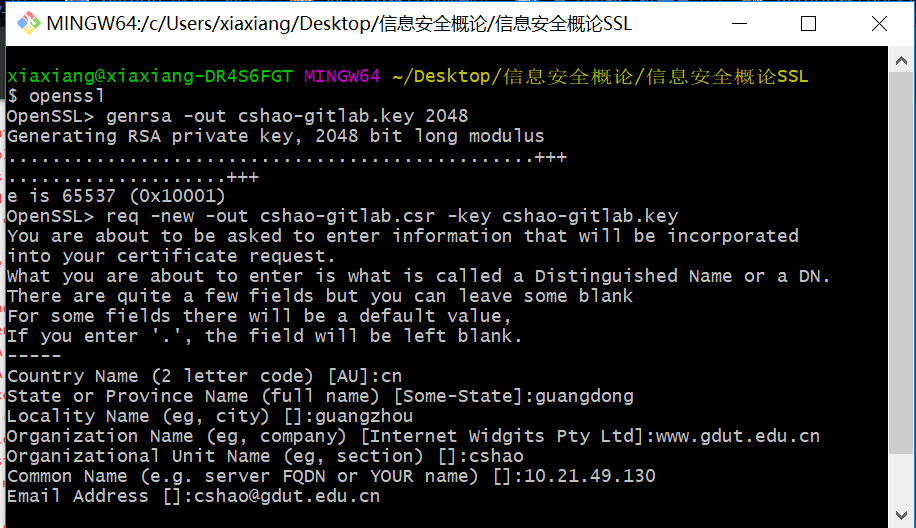 MINGW64:/c/Users/xiaxiang/Desktop/信息安全概论/信息安全概论SSL
xiaxiang@xiaxiang-DR4S6FGT MINGW64 ~/Desktop/信息安全概论/信息安全概论SSL
$ openssl
OpenSSL> genrsa -out cshao-gitlab.key 2048
Generating RSA private key, 2048 bit long modulus
.................................................+++
....................+++
e is 65537 (0x10001)
OpenSSL> req -new -out cshao-gitlab.csr -key cshao-gitlab.key
You are about to be asked to enter information that will be incorporated
into your certificate request.
What you are about to enter is what is called a Distinguished Name or a DN.
There are quite a few fields but you can leave some blank
For some fields there will be a default value,
If you enter '.', the field will be left blank.
-----
Country Name (2 letter code) [AU]:cn
State or Province Name (full name) [Some-State]:guangdong
Locality Name (eg, city) []:guangzhou
Organization Name (eg, company) [Internet Widgits Pty Ltd]:www.gdut.edu.cn
Organizational Unit Name (eg, section) []:cshao
Common Name (e.g. server FQDN or YOUR name) []:10.21.49.130
Email Address []:cshao@gdut.edu.cn